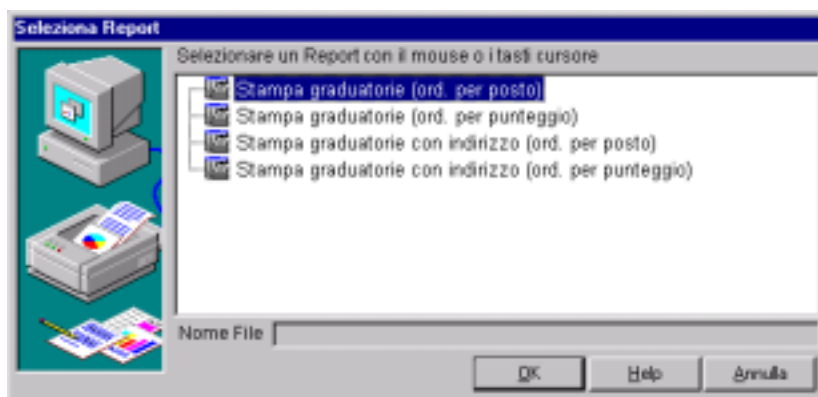 Seleziona Report
Selezionare un Report con il mouse o i tasti cursore
Stampa graduatorie (ord. per posto)
Stampa graduatorie (ord. per punteggio)
Stampa graduatorie con indirizzo (ord. per posto)
Stampa graduatorie con indirizzo (ord. per punteggio)
Nome File
OK Help Annulla